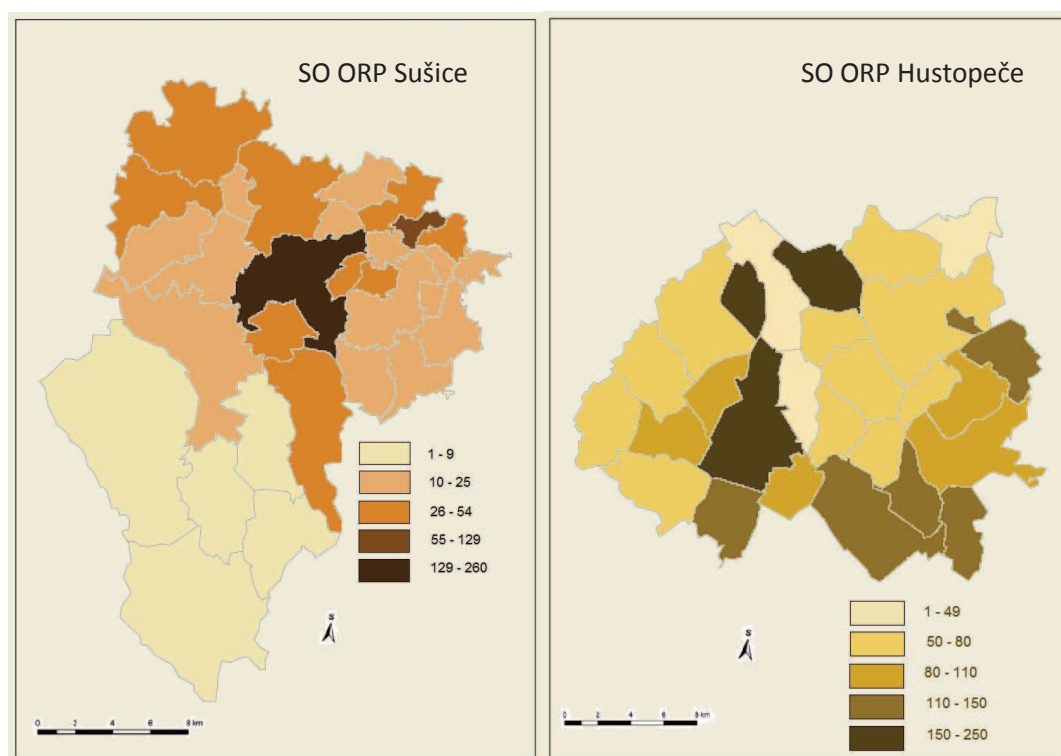 SO ORP Sušice
1 - 9
10 - 25
26 - 54
55 - 129
129 - 260
S
0 2 4 6 8 km
SO ORP Hustopeče
1 - 49
50 - 80
80 - 110
110 - 150
150 - 250
S
0 2 4 6 8 km